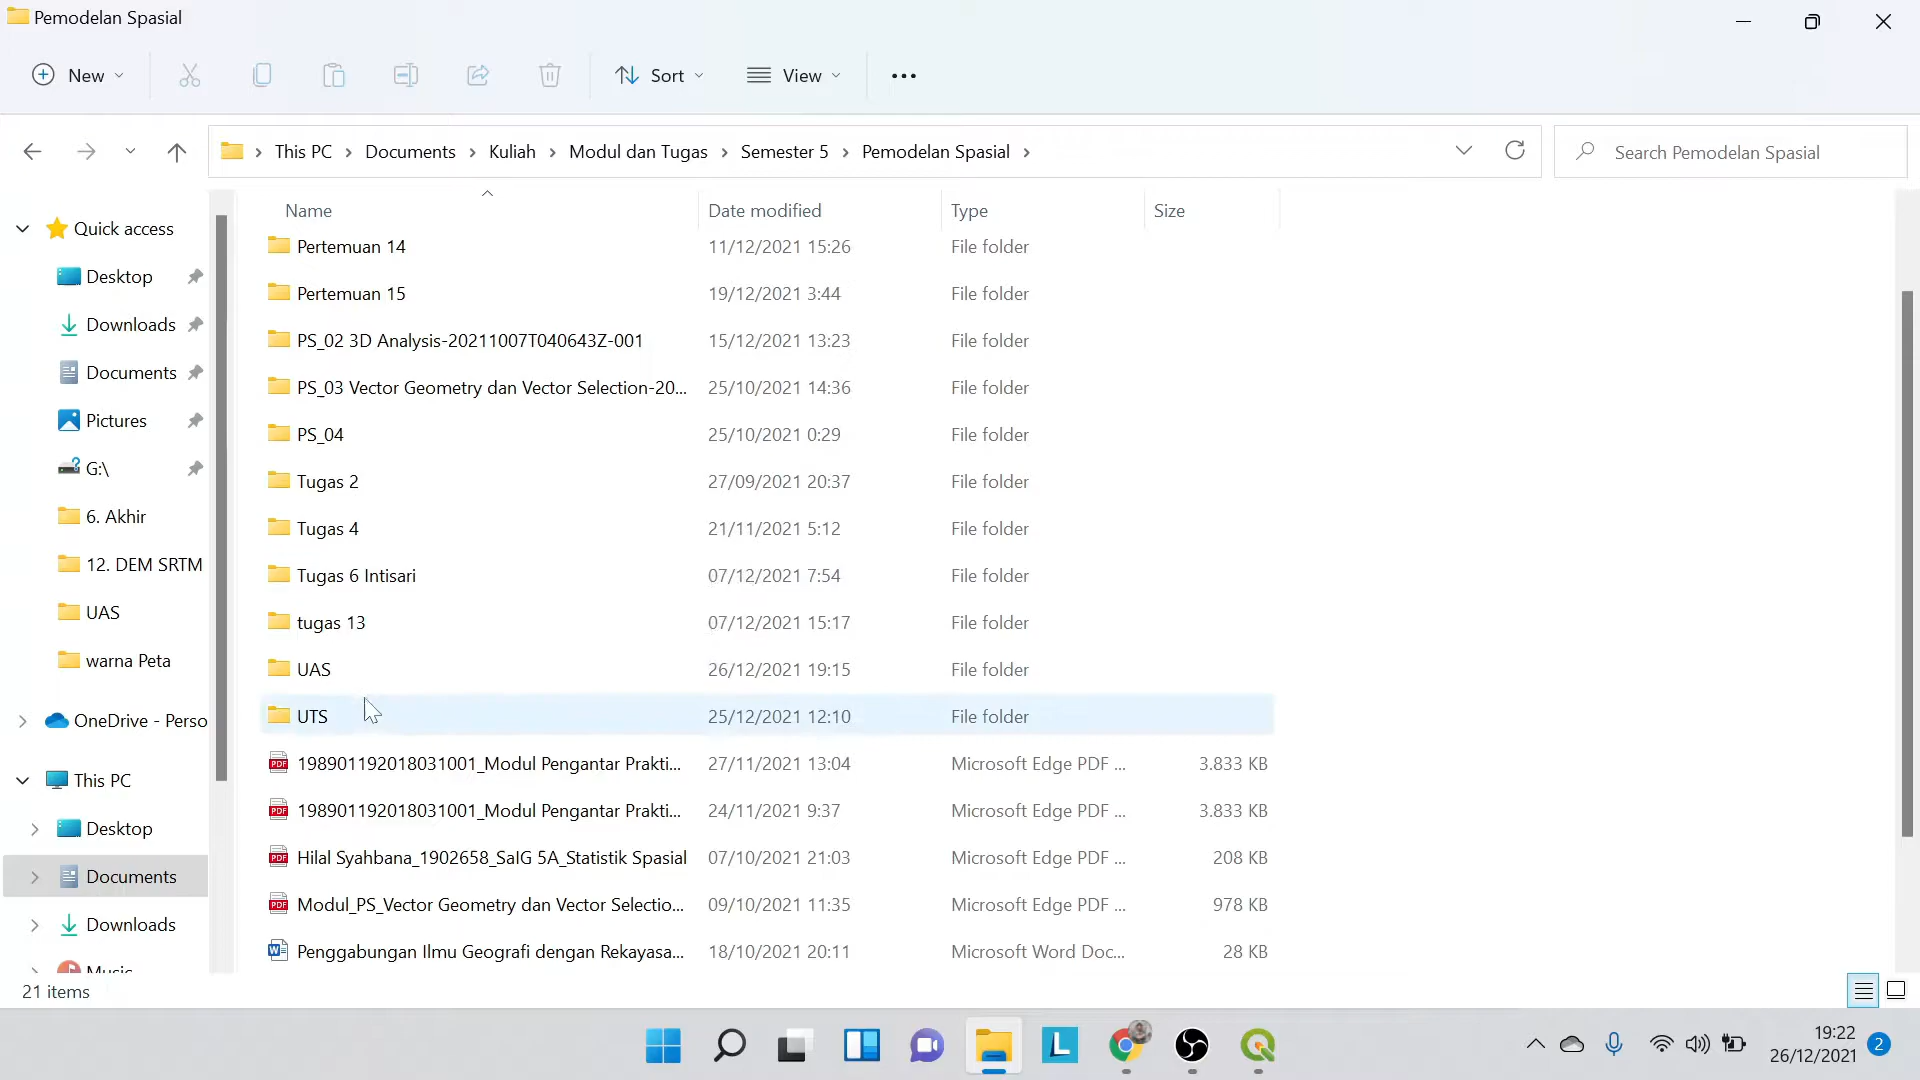 Pemodelan Spasial
New
Sort
View
This PC > Documents > Kuliah > Modul dan Tugas > Semester 5 > Pemodelan Spasial >
Search Pemodelan Spasial
Name Date modified Type Size
Pertemuan 14 11/12/2021 15:26 File folder
Pertemuan 15 19/12/2021 3:44 File folder
PS_02 3D Analysis-20211007T040643Z-001 15/12/2021 13:23 File folder
PS_03 Vector Geometry dan Vector Selection-20... 25/10/2021 14:36 File folder
PS_04 25/10/2021 0:29 File folder
Tugas 2 27/09/2021 20:37 File folder
Tugas 4 21/11/2021 5:12 File folder
Tugas 6 Intisari 07/12/2021 7:54 File folder
tugas 13 07/12/2021 15:17 File folder
UAS 26/12/2021 19:15 File folder
UTS 25/12/2021 12:10 File folder
198901192018031001_Modul Pengantar Prakti... 27/11/2021 13:04 Microsoft Edge PDF ... 3.833 KB
198901192018031001_Modul Pengantar Prakti... 24/11/2021 9:37 Microsoft Edge PDF ... 3.833 KB
Hilal Syahbana_1902658_SaIG 5A_Statistik Spasial 07/10/2021 21:03 Microsoft Edge PDF ... 208 KB
Modul_PS_Vector Geometry dan Vector Selectio... 09/10/2021 11:35 Microsoft Edge PDF ... 978 KB
Penggabungan Ilmu Geografi dengan Rekayasa... 18/10/2021 20:11 Microsoft Word Doc... 28 KB
Quick access
Desktop
Downloads
Documents
Pictures
G:\
6. Akhir
12. DEM SRTM
UAS
warna Peta
OneDrive - Perso
This PC
Desktop
Documents
Downloads
Music
21 items
L
19:22
26/12/2021
2